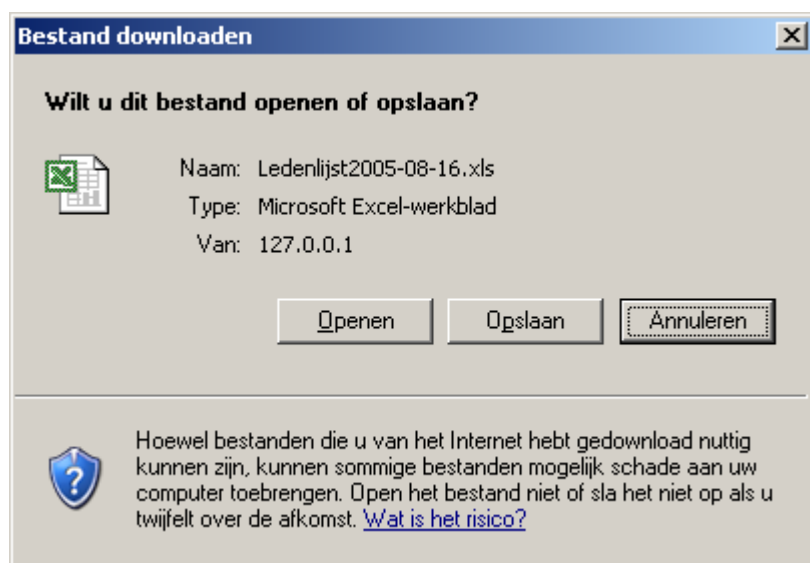 Bestand downloaden
Wilt u dit bestand openen of opslaan?
Naam: Ledenlijst2005-08-16.xls
Type: Microsoft Excel-werkblad
Van: 127.0.0.1
Openen Opslaan Annuleren
Hoewel bestanden die u van het Internet hebt gedownload nuttig
kunnen zijn, kunnen sommige bestanden mogelijk schade aan uw
computer toebrengen. Open het bestand niet of sla het niet op als u
twijfelt over de afkomst. Wat is het risico?